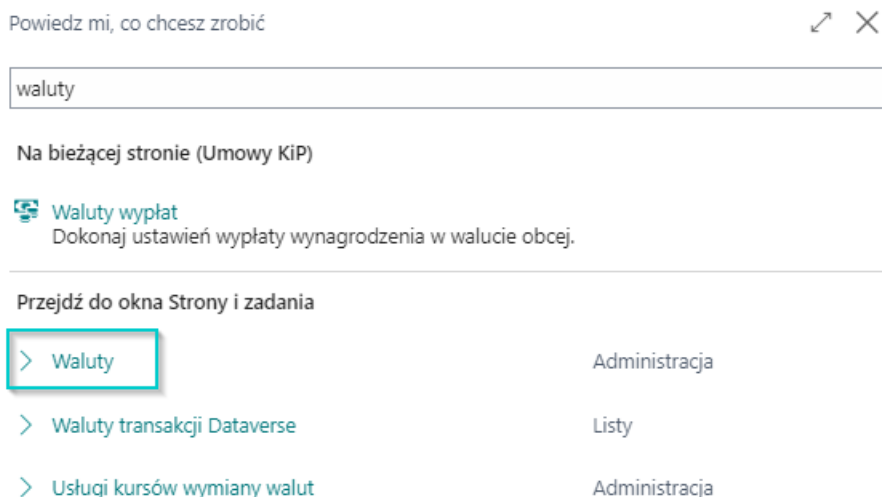 Powiedz mi, co chcesz zrobić
waluty
Na bieżącej stronie (Umowy KiP)
Waluty wypłat
Dokonaj ustawień wypłaty wynagrodzenia w walucie obcej.
Przejdź do okna Strony i zadania
Waluty Administracja
Waluty transakcji Dataverse Listy
Usługi kursów wymiany walut Administracja